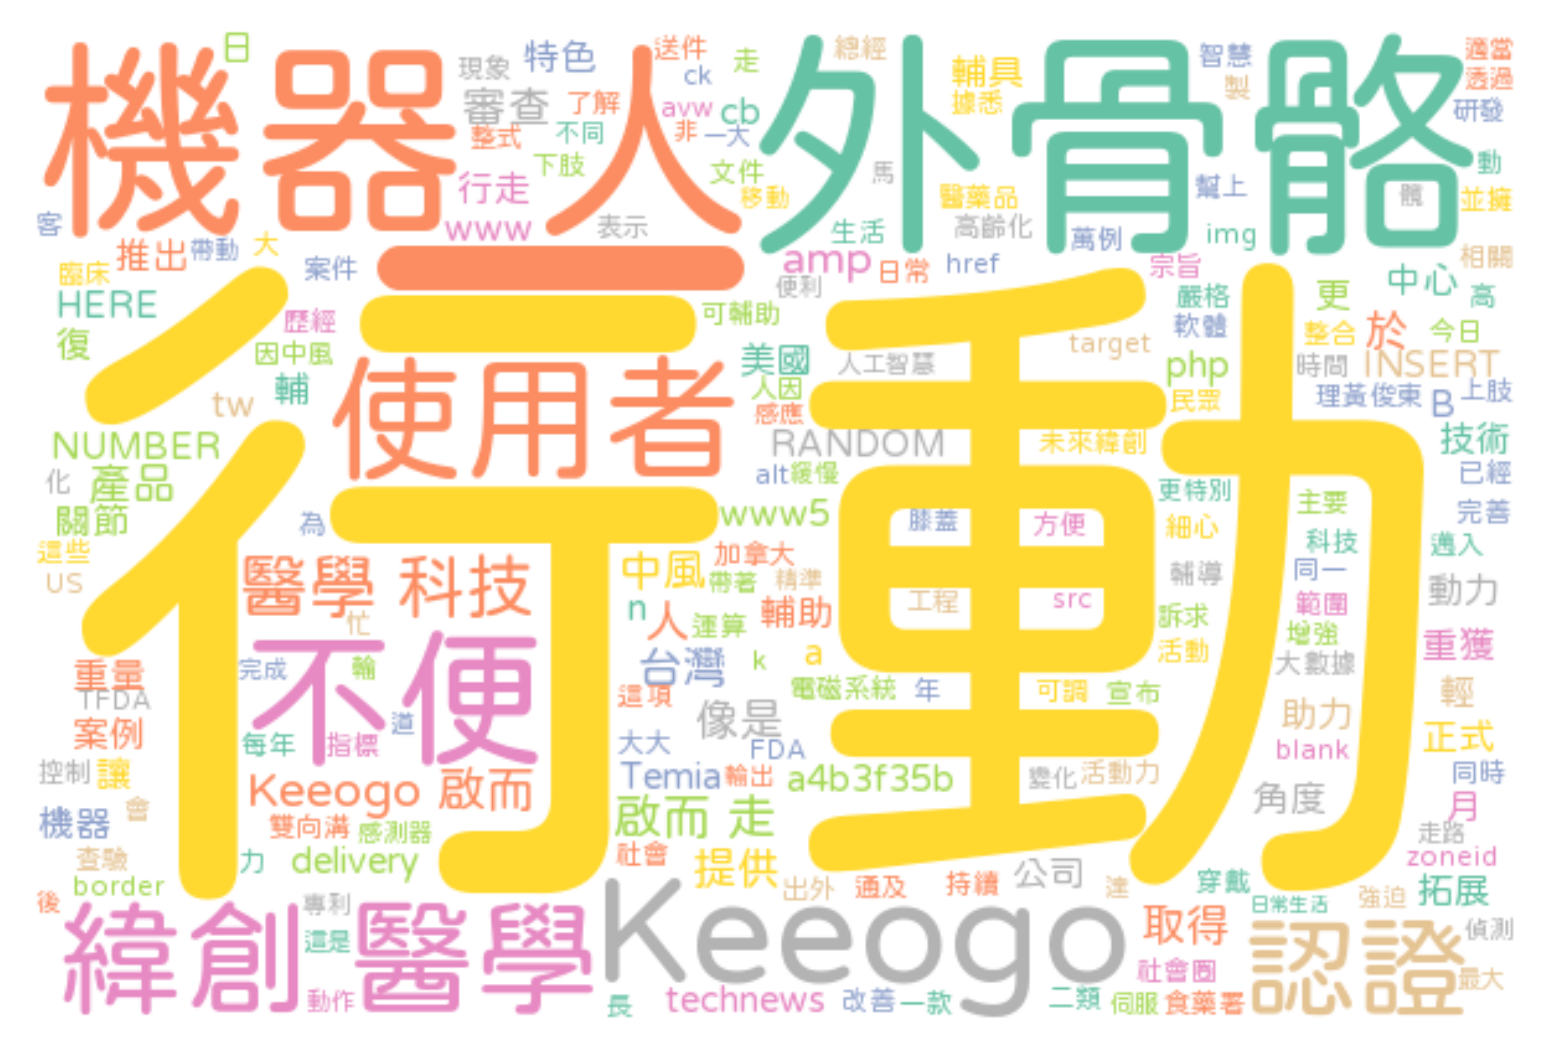 機器人
外骨骼
行動
使用者
醫學 科技
不便
緯創醫學
Keeogo
認證
日
現象
特色
送件
ck
走
總經
輔具
據悉
智慧
製
適當
透過
研發
審查
了解
avw
cb
整式
不同
非
一大
下肢
文件
移動
馬
醫藥品
幫上
髖
動
並擁
行走
www
表示
生活
高齡化
萬例
img
客
推出
帶動
大
臨床
案件
amp
日常
href
宗旨
相關
便利
中心
高
HERE
歷經
可輔助
嚴格
更
復
因中風
軟體
整合
於
今日
美國
人工智慧
target
php
時間
INSERT
tw
輔
人因
感應
民眾
理黃俊東
B
上肢
NUMBER
RANDOM
未來緯創
技術
化
產品
alt
緩慢
更特別
已經
關節
為
www5
膝蓋
方便
細心
主要
完善
這些
中風
加拿大
科技
邁入
US
帶著
精準
輔導
同一
動力
忙
n
人
運算
輔助
工程
src
訴求
範圍
增強
重量
完成
輸
台灣
k
a
活動
大數據
重獲
TFDA
這項
電磁系統
年
可調
宣布
輕
案例
每年
指標
道
像是
助力
大大
FDA
blank
正式
控制
讓
Temia
輸出
a4b3f35b
變化
活動力
同時
Keeogo 啟而
機器
會
雙向溝
感測器
啟而 走
角度
月
查驗
力
delivery
社會
提供
走路
zoneid
border
出外
通及
持續
公司
達
穿戴
後
專利
日常生活
強迫
拓展
這是
取得
偵測
動作
社會圈
最大
長
technews
改善
一款
二類
伺服
食藥署